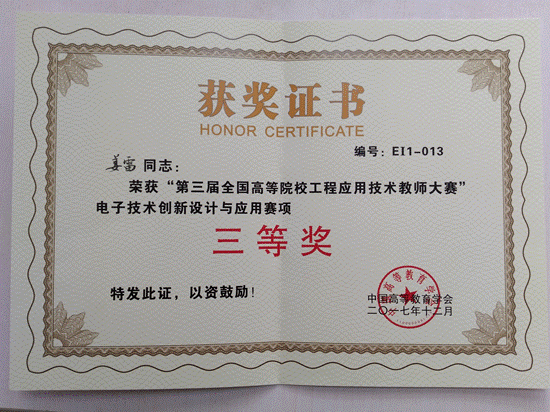 获奖证书
HONOR CERTIFICATE
编号：EI1-013
姜雷 同志：
荣获“第三届全国高等院校工程应用技术教师大赛”
电子技术创新设计与应用赛项
三等奖
特发此证，以资鼓励！
中国高等教育学会
二〇一七年十二月